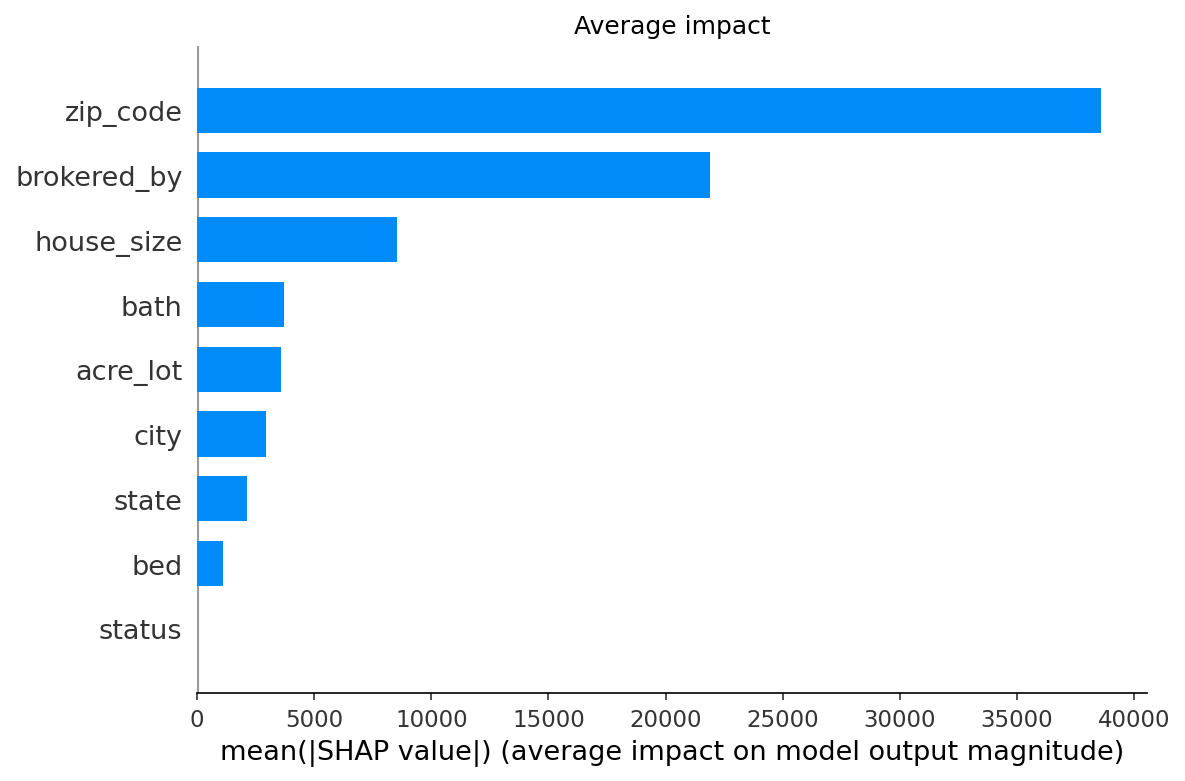 Average impact
zip_code
brokered_by
house_size
bath
acre_lot
city
state
bed
status
0 5000 10000 15000 20000 25000 30000 35000 40000
mean(|SHAP value|) (average impact on model output magnitude)